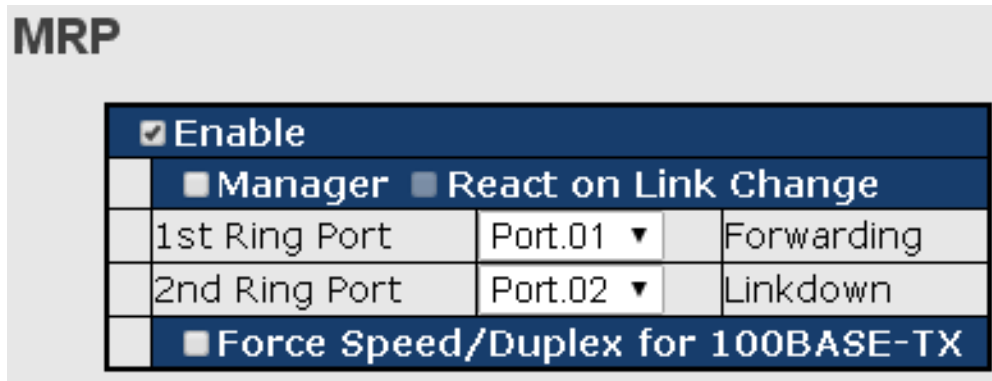 MRP
Enable
Manager React on Link Change
1st Ring Port Port.01 Forwarding
2nd Ring Port Port.02 Linkdown
Force Speed/Duplex for 100BASE-TX